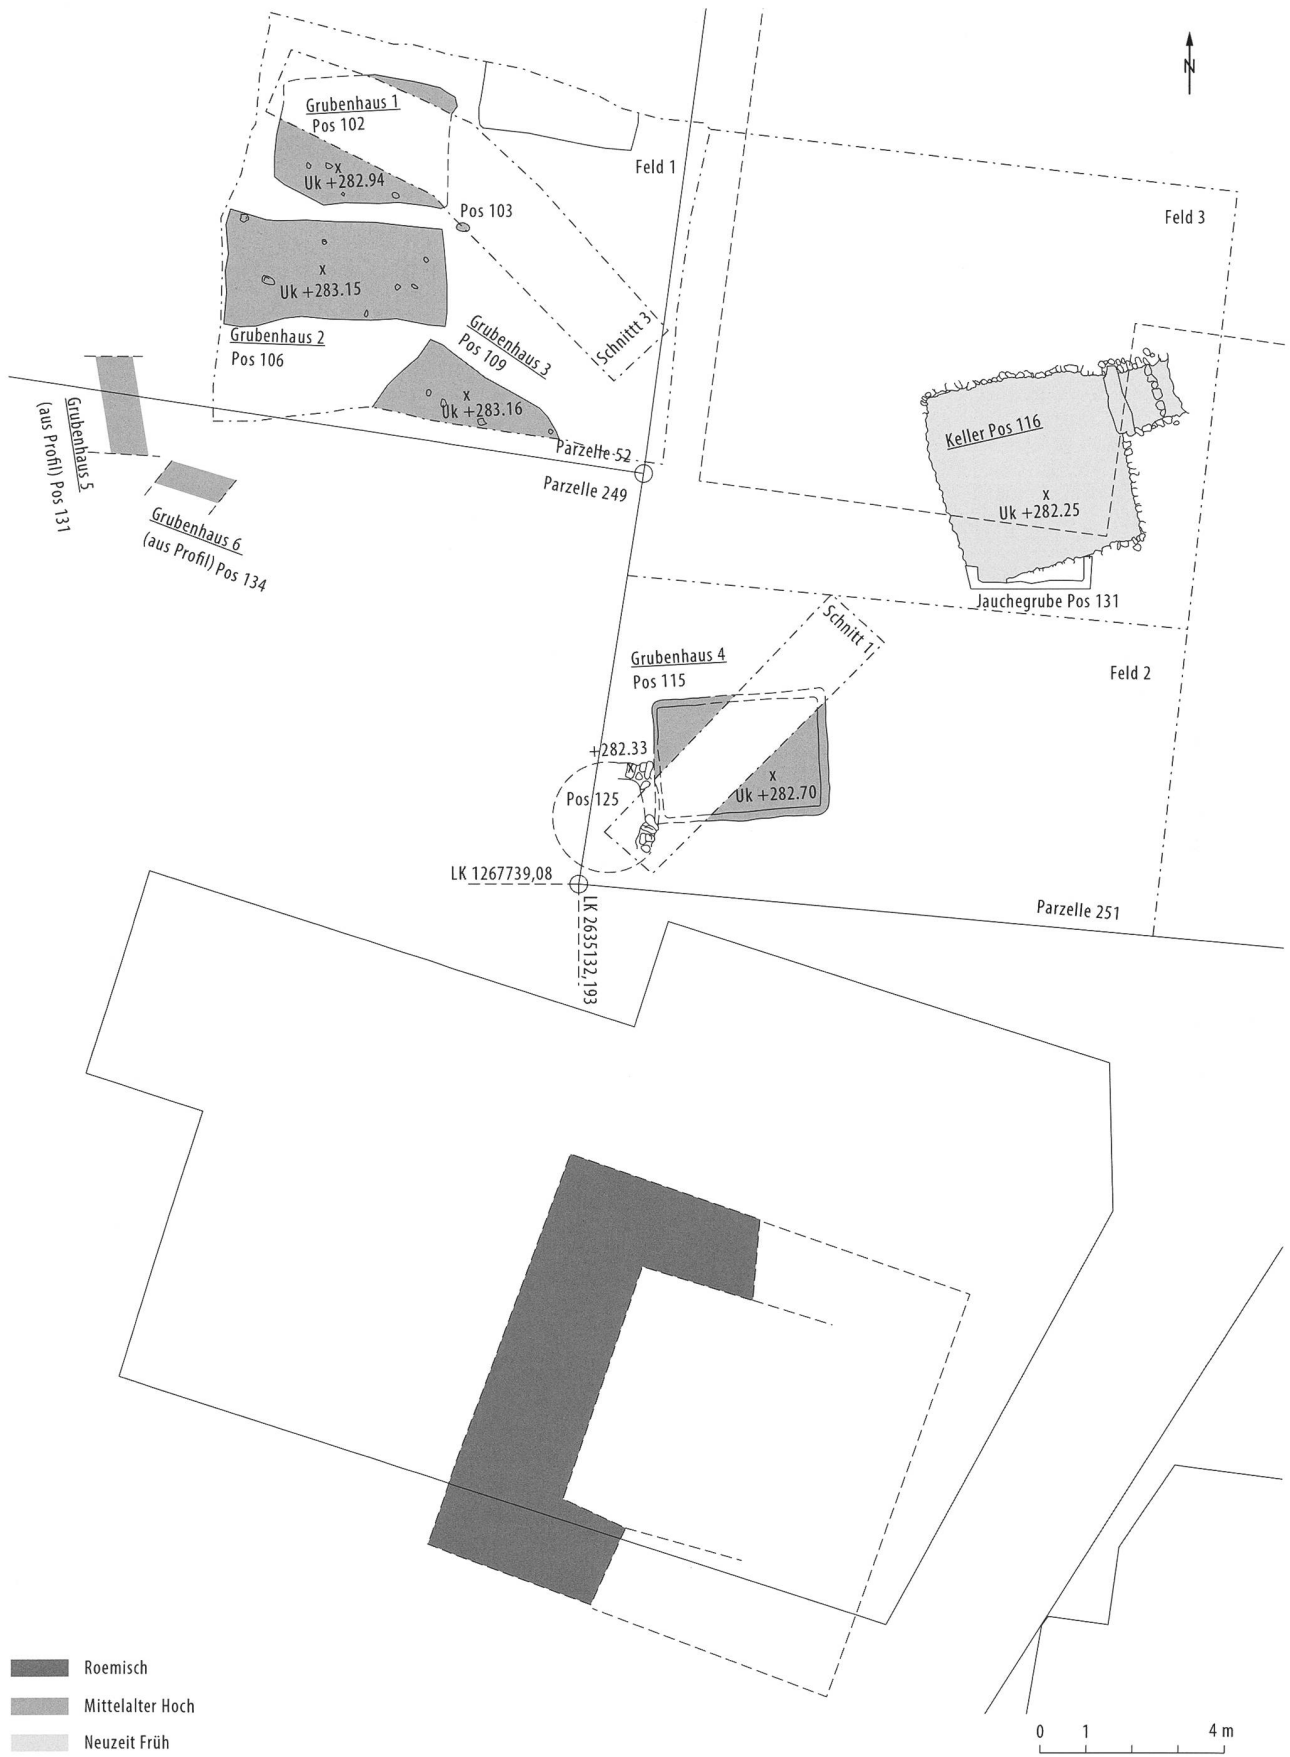 N
Grubenhaus 1
Pos 102
x
Uk +282.94
Feld 1
Pos 103
Feld 3
x
Uk +283.15
Grubenhaus 2
Pos 106
Schnittt 3
Grubenhaus 3
Pos 109
x
Uk +283.16
Grubenhaus 5
(aus Profil) Pos 131
Parzelle 52
Parzelle 249
Keller Pos 116
x
Uk +282.25
Grubenhaus 6
(aus Profil) Pos 134
Jauchegrube Pos 131
Schnitt 1
Grubenhaus 4
Pos 115
Feld 2
+282.33
x
Pos 125
x
Uk +282.70
LK 1267739,08
LK 2635132,193
Parzelle 251
Roemisch
Mittelalter Hoch
Neuzeit Früh
0 1 4 m